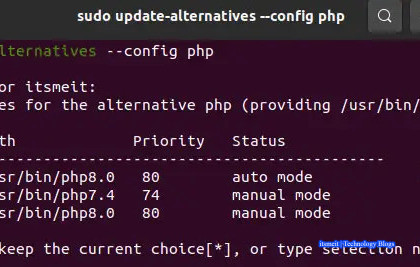 sudo update-alternatives --config php
lternatives --config php
or itsmeit:
es for the alternative php (providing /usr/bin/
th Priority Status
------------------------------------------------
sr/bin/php8.0 80 auto mode
sr/bin/php7.4 74 manual mode
sr/bin/php8.0 80 manual mode
keep the current choice[*], or type selection n
itsmeit | Technology Blogs